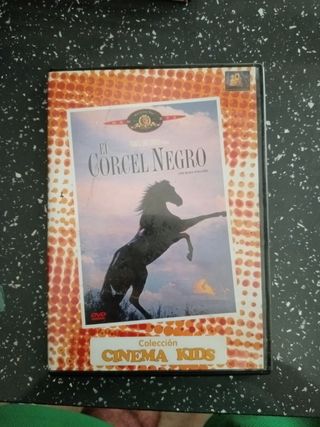 EL
CORCEL NEGRO
DVD
Colección
CINEMA KIDS